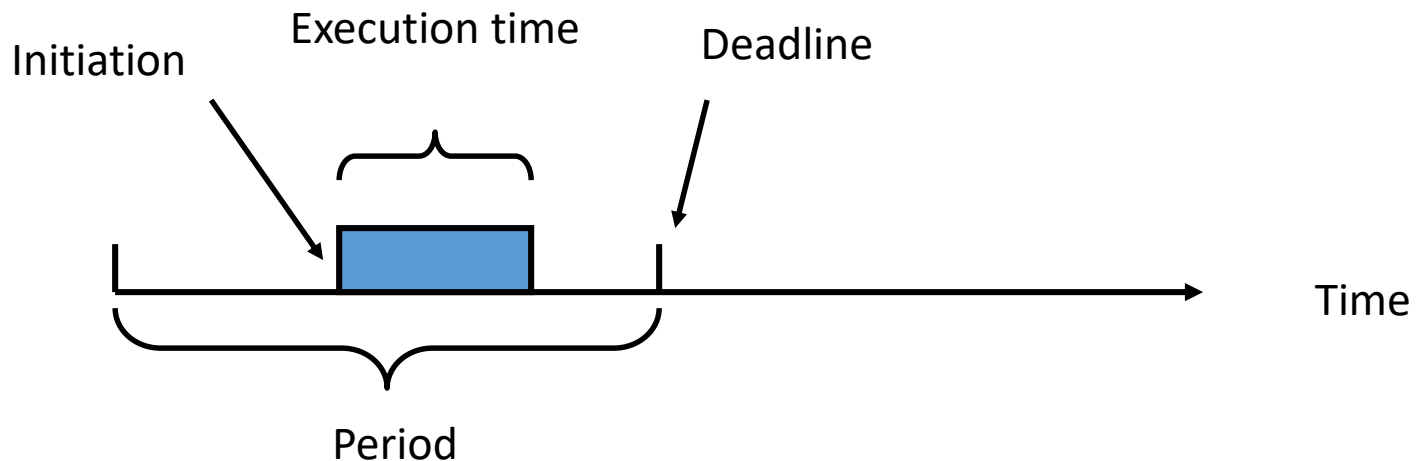 Execution time
Initiation
Deadline
Time
Period